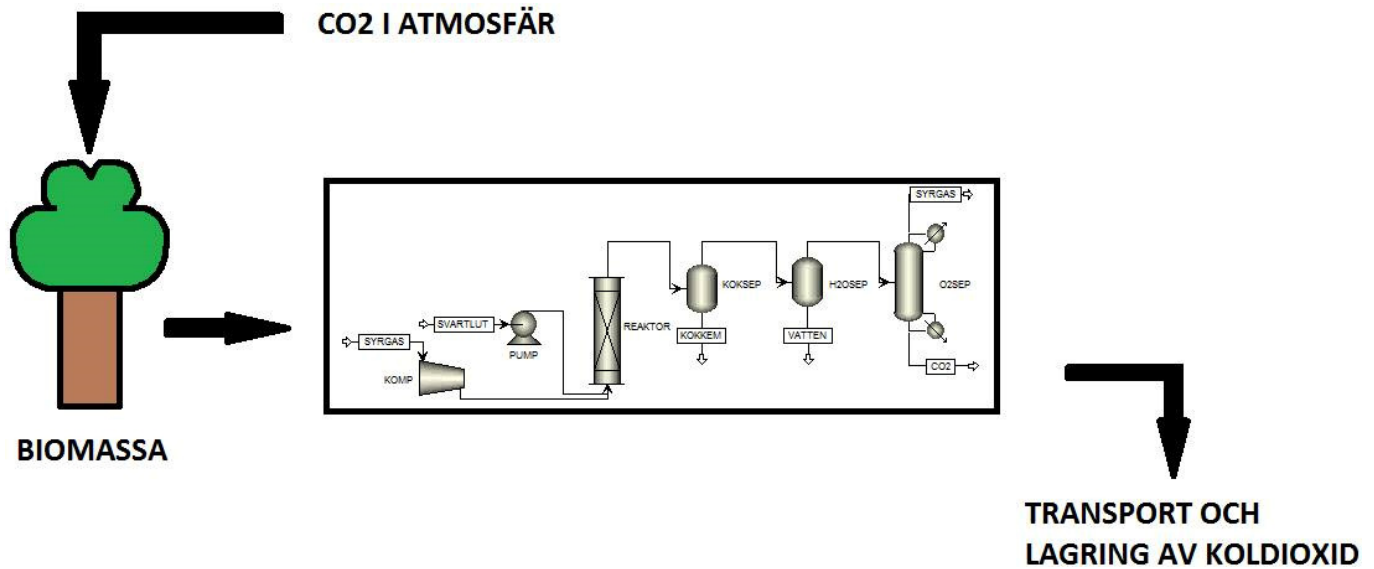 CO2 I ATMOSFÄR
BIOMASSA
SYRGAS
KOMP
SVARTLUT
PUMP
REAKTOR
KOKSEP
KOKKEM
H2OSEP
VATTEN
SYRGAS
O2SEP
CO2
TRANSPORT OCH
LAGRING AV KOLDIOXID